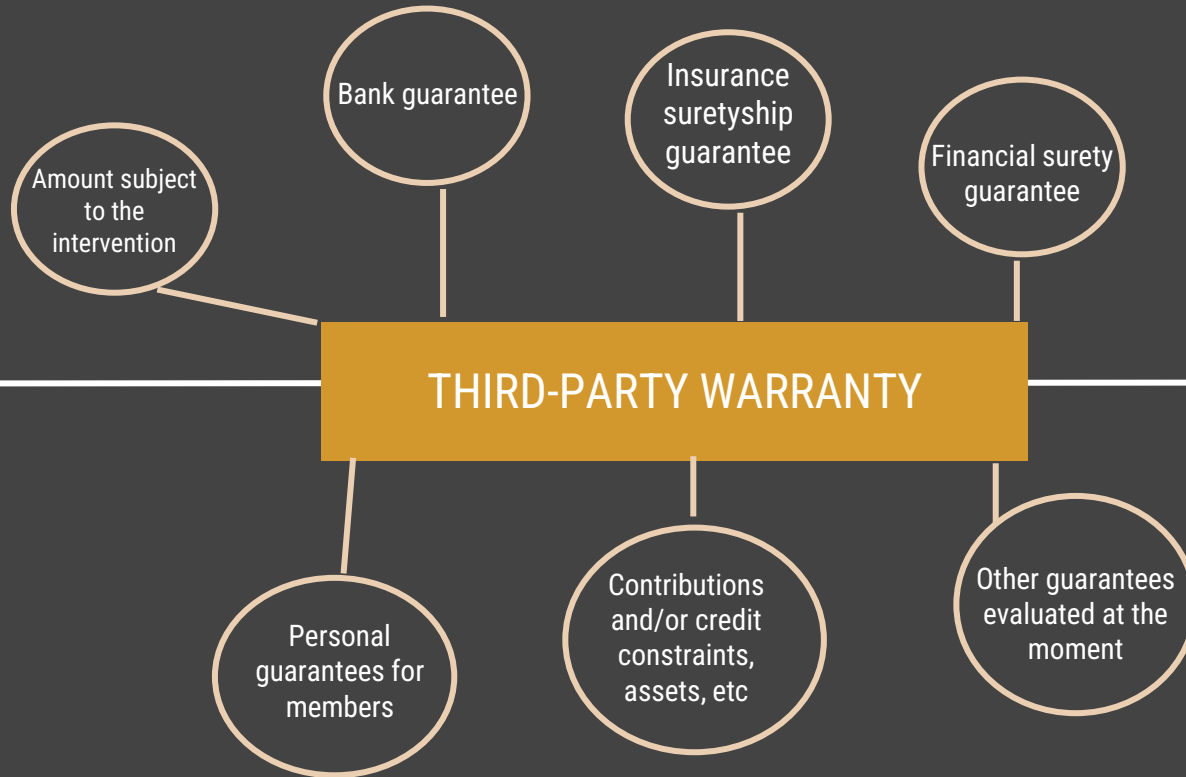 Bank guarantee
Insurance
suretyship
guarantee
Financial surety
guarantee
Amount subject
to the
intervention
THIRD-PARTY WARRANTY
Personal
guarantees for
members
Contributions
and/or credit
constraints,
assets, etc
Other guarantees
evaluated at the
moment